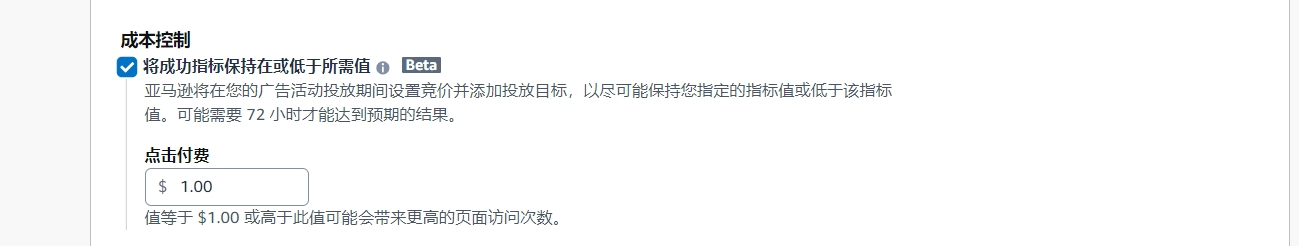 成本控制
将成功指标保持在或低于所需值 Beta
亚马逊将在您的广告活动投放期间设置竞价并添加投放目标，以尽可能保持您指定的指标值或低于该指标
值。可能需要 72 小时才能达到预期的结果。
点击付费
$ 1.00
值等于 $1.00 或高于此值可能会带来更高的页面访问次数。